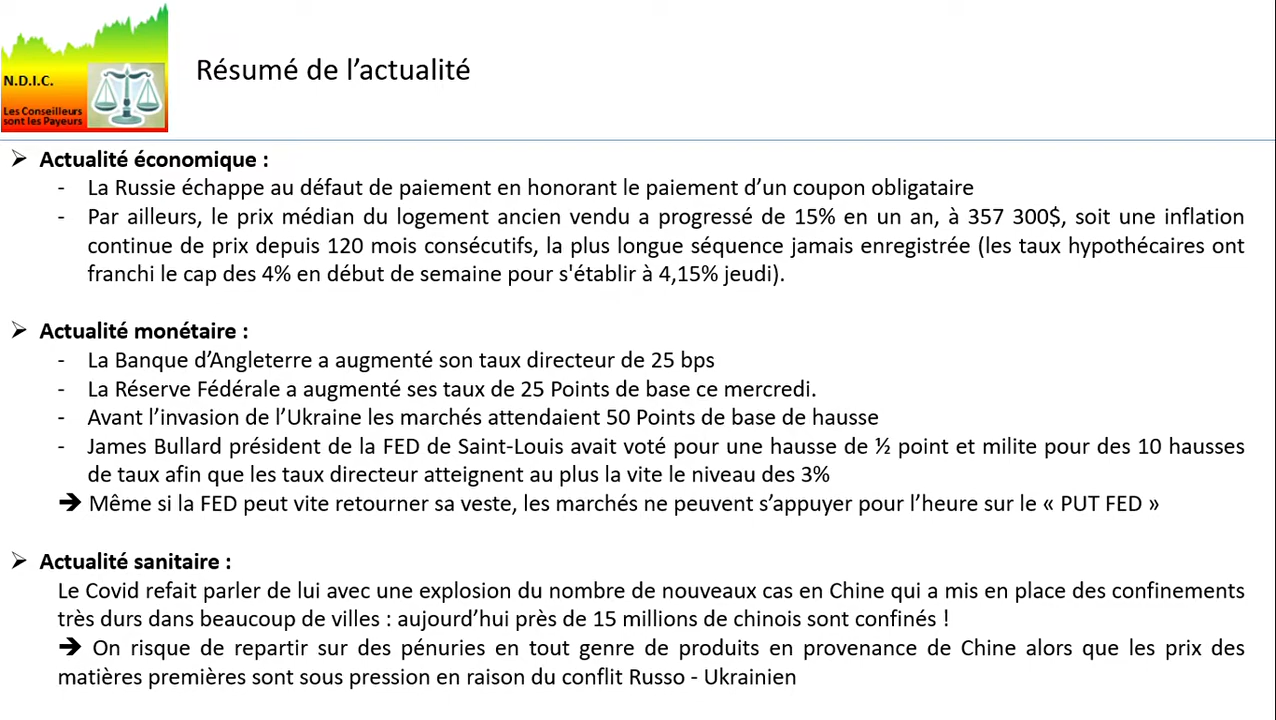 N.D.I.C.
Les Conseilleurs
sont les Payeurs
Résumé de l’actualité
➢ Actualité économique :
- La Russie échappe au défaut de paiement en honorant le paiement d’un coupon obligataire
- Par ailleurs, le prix médian du logement ancien vendu a progressé de 15% en un an, à 357 300$, soit une inflation
continue de prix depuis 120 mois consécutifs, la plus longue séquence jamais enregistrée (les taux hypothécaires ont
franchi le cap des 4% en début de semaine pour s'établir à 4,15% jeudi).
➢ Actualité monétaire :
- La Banque d’Angleterre a augmenté son taux directeur de 25 bps
- La Réserve Fédérale a augmenté ses taux de 25 Points de base ce mercredi.
- Avant l’invasion de l’Ukraine les marchés attendaient 50 Points de base de hausse
- James Bullard président de la FED de Saint-Louis avait voté pour une hausse de ½ point et milite pour des 10 hausses
de taux afin que les taux directeur atteignent au plus la vite le niveau des 3%
➔ Même si la FED peut vite retourner sa veste, les marchés ne peuvent s’appuyer pour l’heure sur le « PUT FED »
➢ Actualité sanitaire :
Le Covid refait parler de lui avec une explosion du nombre de nouveaux cas en Chine qui a mis en place des confinements
très durs dans beaucoup de villes : aujourd’hui près de 15 millions de chinois sont confinés !
➔ On risque de repartir sur des pénuries en tout genre de produits en provenance de Chine alors que les prix des
matières premières sont sous pression en raison du conflit Russo - Ukrainien